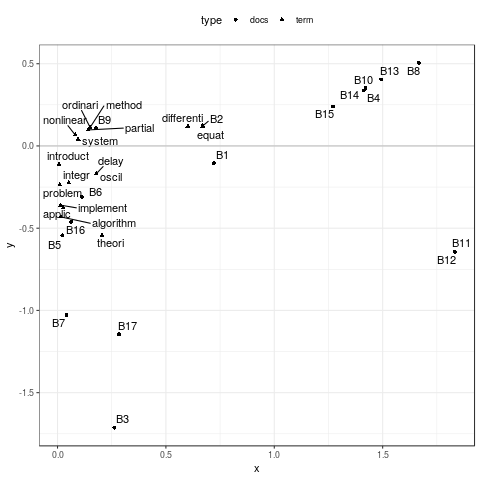 type docs term
0.5
0.0
-0.5
-1.0
-1.5
y
B13
B8
B10
B14 B4
B15
ordinari method
nonlinear B9
partial
differenti B2
equat
system
introduct
delay
B1
integr oscil
problem B6
implement
applic
algorithm
B16
B5 theori
B11
B12
B7
B17
B3
0.0 0.5 1.0 1.5
x